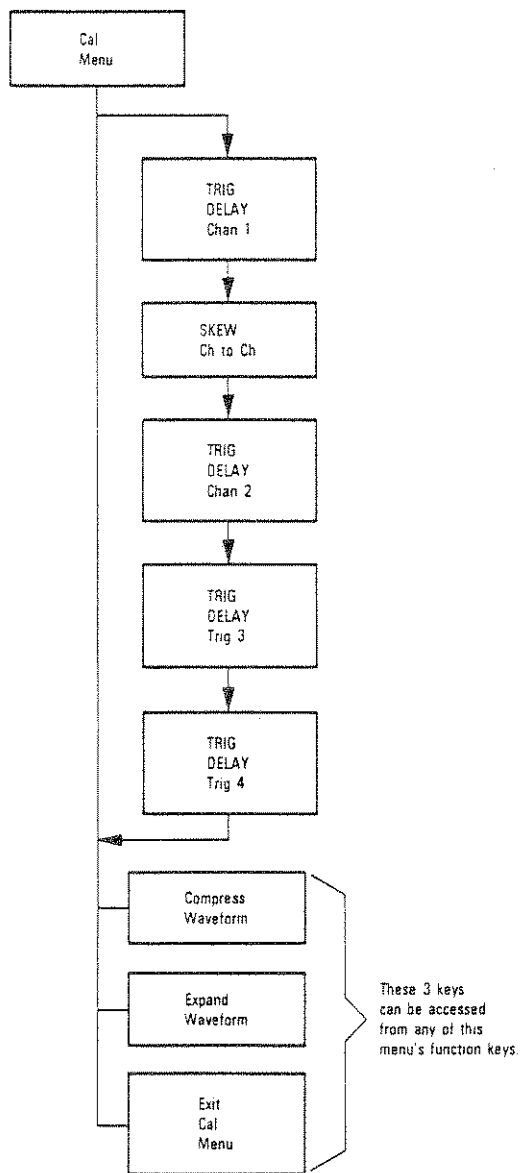 Cal
Menu
TRIG
DELAY
Chan 1
SKEW
Ch to Ch
TRIG
DELAY
Chan 2
TRIG
DELAY
Trig 3
TRIG
DELAY
Trig 4
Compress
Waveform
Expand
Waveform
Exit
Cal
Menu
These 3 keys
can be accessed
from any of this
menu's function keys.